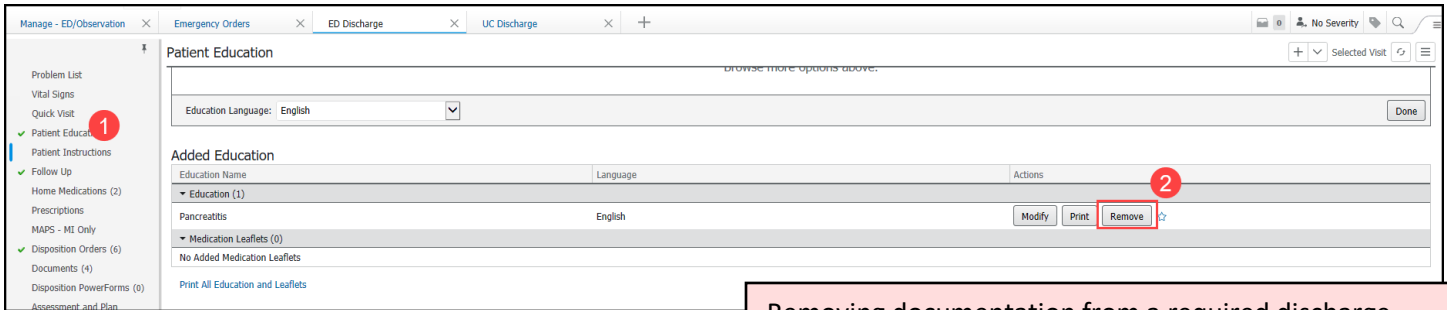 Manage - ED/Observation × Emergency Orders × ED Discharge × UC Discharge × + 0 No Severity
Patient Education
+ Selected Visit
Problem List
Vital Signs
Quick Visit
1
Patient
Patient Instructions
Follow Up
Home Medications (2)
Prescriptions
MAPS - MI Only
Disposition Orders (6)
Documents (4)
Disposition PowerForms (0)
Assessment and Plan
Browse more options above.
Education Language: English Done
Added Education
Education Name Language Actions
2
Education (1)
Pancreatitis English Modify Print Remove
Medication Leaflets (0)
No Added Medication Leaflets
Print All Education and Leaflets
Removing documentation from a required discharge